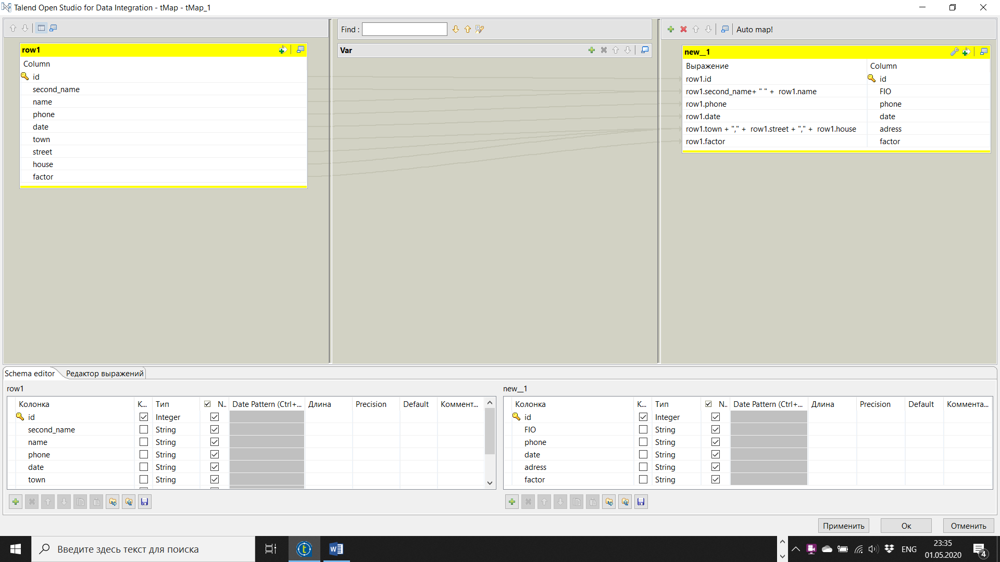 Talend Open Studio for Data Integration - tMap - tMap_1
Find :
Auto map!
row1
Column
id
second_name
name
phone
date
town
street
house
factor
Var
new__1
Выражение Column
row1.id id
row1.second_name+ " " + row1.name FIO
row1.phone phone
row1.date date
row1.town + "," + row1.street + "," + row1.house adress
row1.factor factor
Schema editor Редактор выражений
row1
Колонка К... Тип N.. Date Pattern (Ctrl+... Длина Precision Default Коммент...
id Integer
second_name String
name String
phone String
date String
town String
new__1
Колонка К... Тип N.. Date Pattern (Ctrl+... Длина Precision Default Коммента...
id Integer
FIO String
phone String
date String
adress String
factor String
Применить Ок Отменить
Введите здесь текст для поиска
ENG
23:35
01.05.2020
4